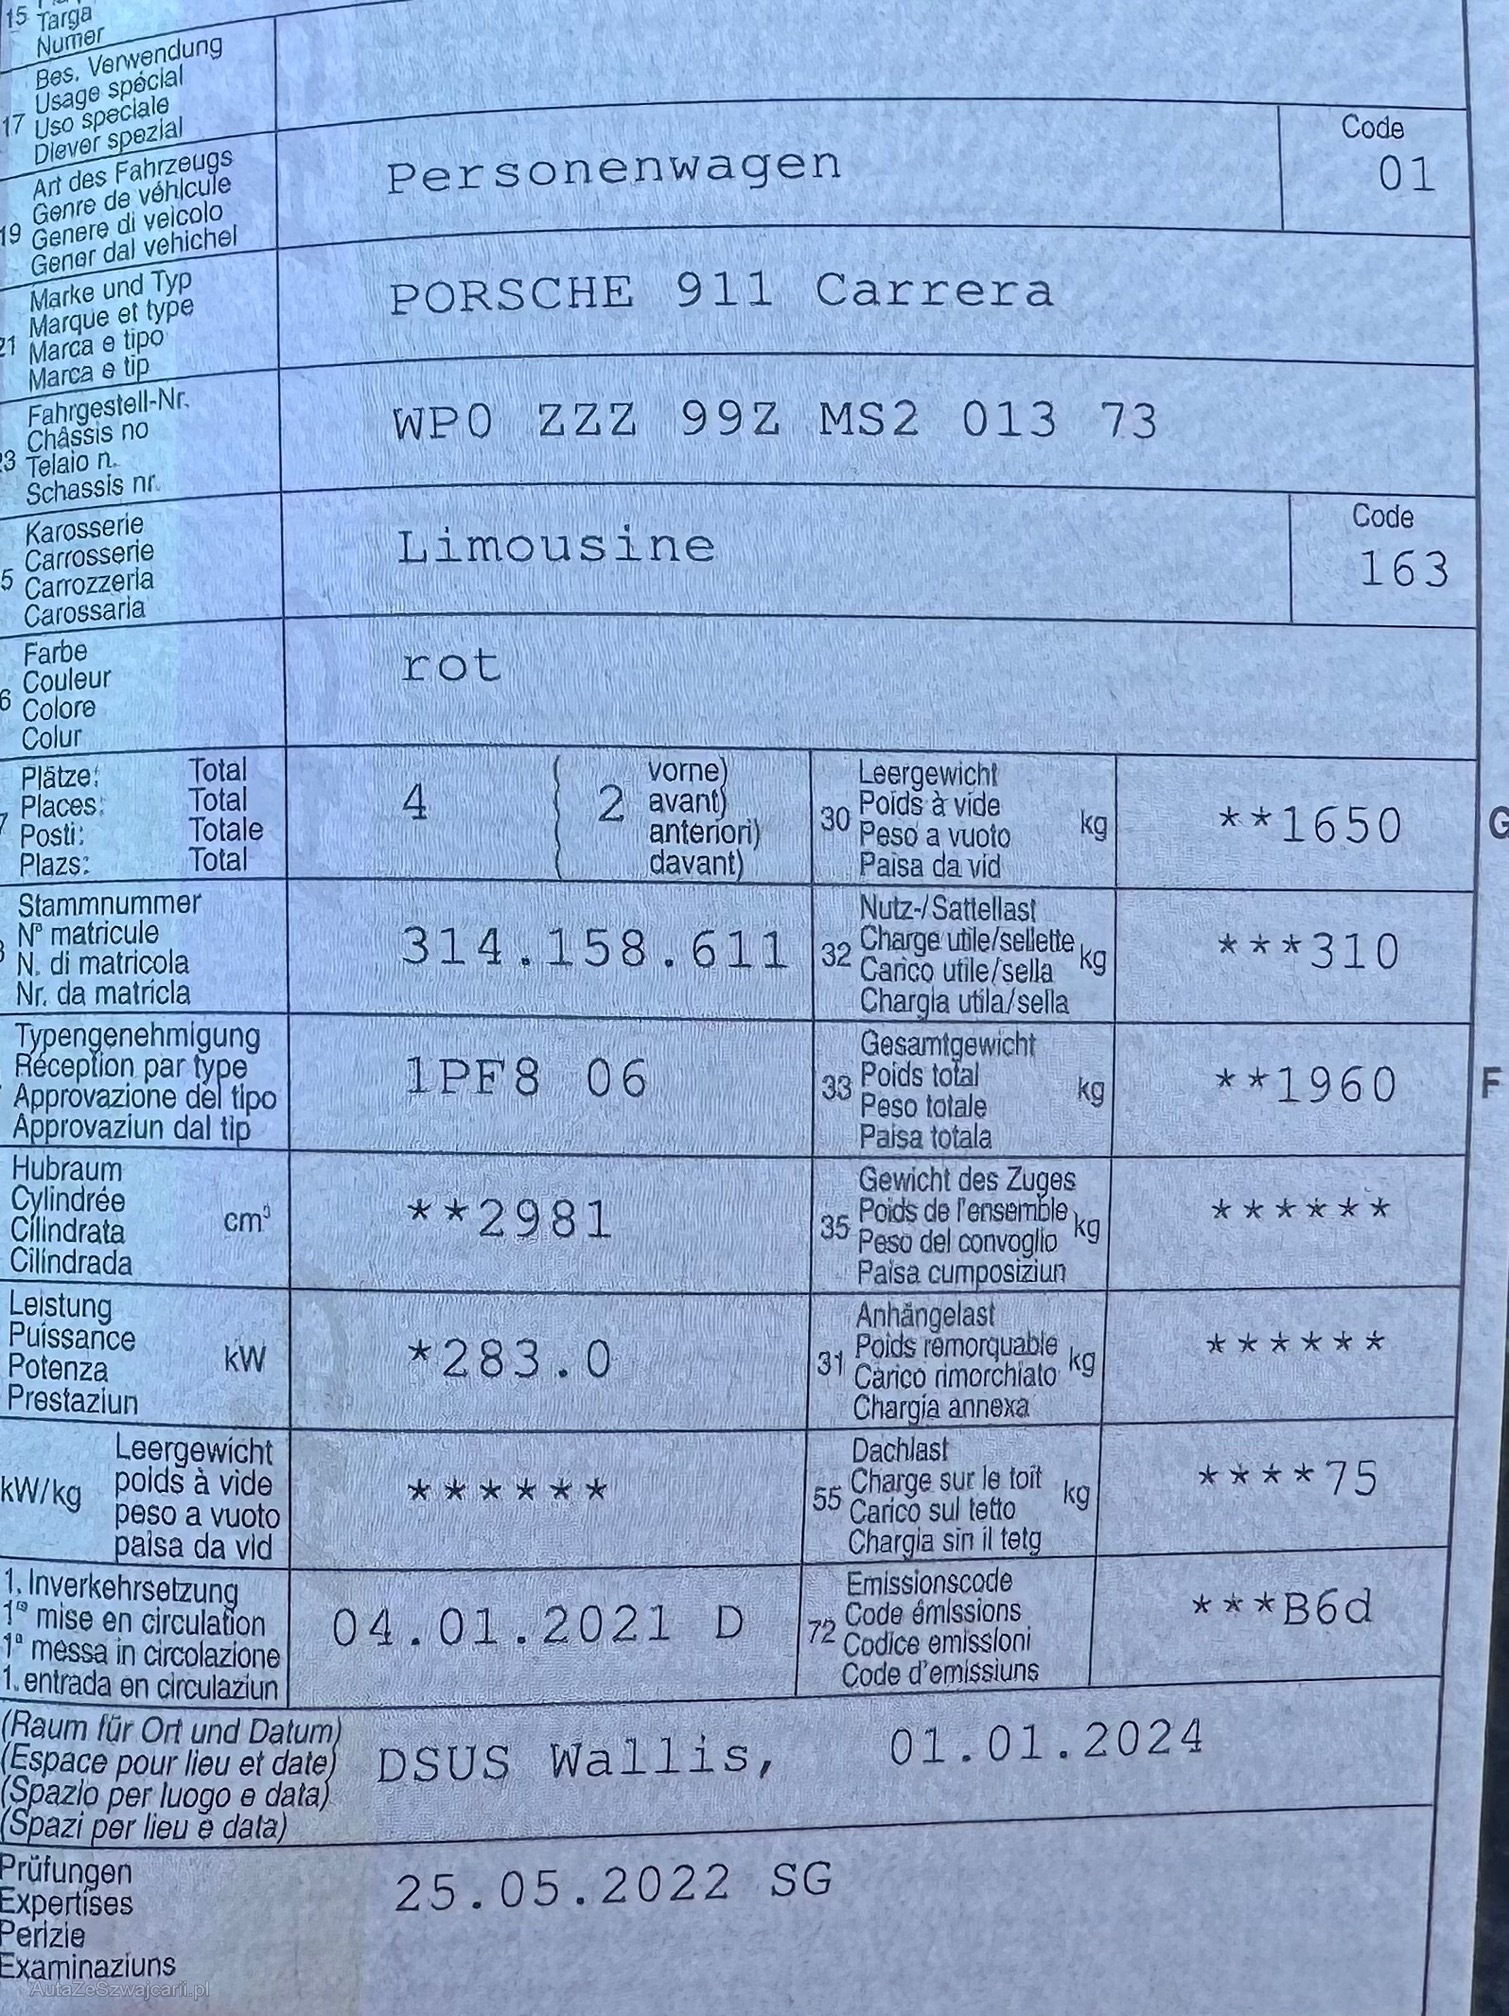 15 Targa
Numer
Bes. Verwendung
Usage spécial
17 Uso speciale
Diever spezial
Art des Fahrzeugs
Genre de véhicule
19 Genere di veicolo
Gener dal vehichel
Personenwagen
Code
01
Marke und Typ
Marque et type
21 Marca e tipo
Marca e tip
PORSCHE 911 Carrera
Fahrgestell-Nr.
Châssis no
23 Telaio n.
Schassis nr.
WP0 ZZZ 99Z MS2 013 73
Karosserie
Carrosserie
5 Carrozzeria
Carossaria
Limousine
Code
163
Farbe
Couleur
6 Colore
Colur
rot
Plätze: Total
Places: Total
7 Posti: Totale
Plazs: Total
4 ( 2 vorne)
avant)
anteriori)
davant)
Leergewicht
30 Poids à vide
Peso a vuoto kg
Paisa da vid
**1650
G
Stammnummer
Nº matricule
N. di matricola
Nr. da matricla
314.158.611
Nutz-/Sattellast
32 Charge utile/sellette kg
Carico utile/sella
Chargia utila/sella
***310
Typengenehmigung
Réception par type
Approvazione del tipo
Approvaziun dal tip
1PF8 06
Gesamtgewicht
33 Poids total kg
Peso totale
Paisa totala
**1960
F
Hubraum
Cylindrée
Cilindrata cm³
Cilindrada
**2981
Gewicht des Zuges
35 Poids de l'ensemble kg
Peso del convoglio
Paisa cumposiziun
******
Leistung
Puissance
Potenza kW
Prestaziun
*283.0
Anhängelast
31 Poids remorquable kg
Carico rimorchiato
Chargia annexa
******
Leergewicht
kW/kg poids à vide
peso a vuoto
paisa da vid
******
Dachlast
55 Charge sur le toit kg
Carico sul tetto
Chargia sin il tetg
****75
1. Inverkehrsetzung
1re mise en circulation
1a messa in circolazione
1. entrada en circulaziun
04.01.2021 D
Emissionscode
72 Code émissions
Codice emissioni
Code d'emissiuns
***B6d
(Raum für Ort und Datum)
(Espace pour lieu et date)
(Spazio per luogo e data)
(Spazi per lieu e data)
DSUS Wallis, 01.01.2024
Prüfungen
Expertises
Perizie
Examinaziuns
25.05.2022 SG
AutaZeSzwajcarii.pl